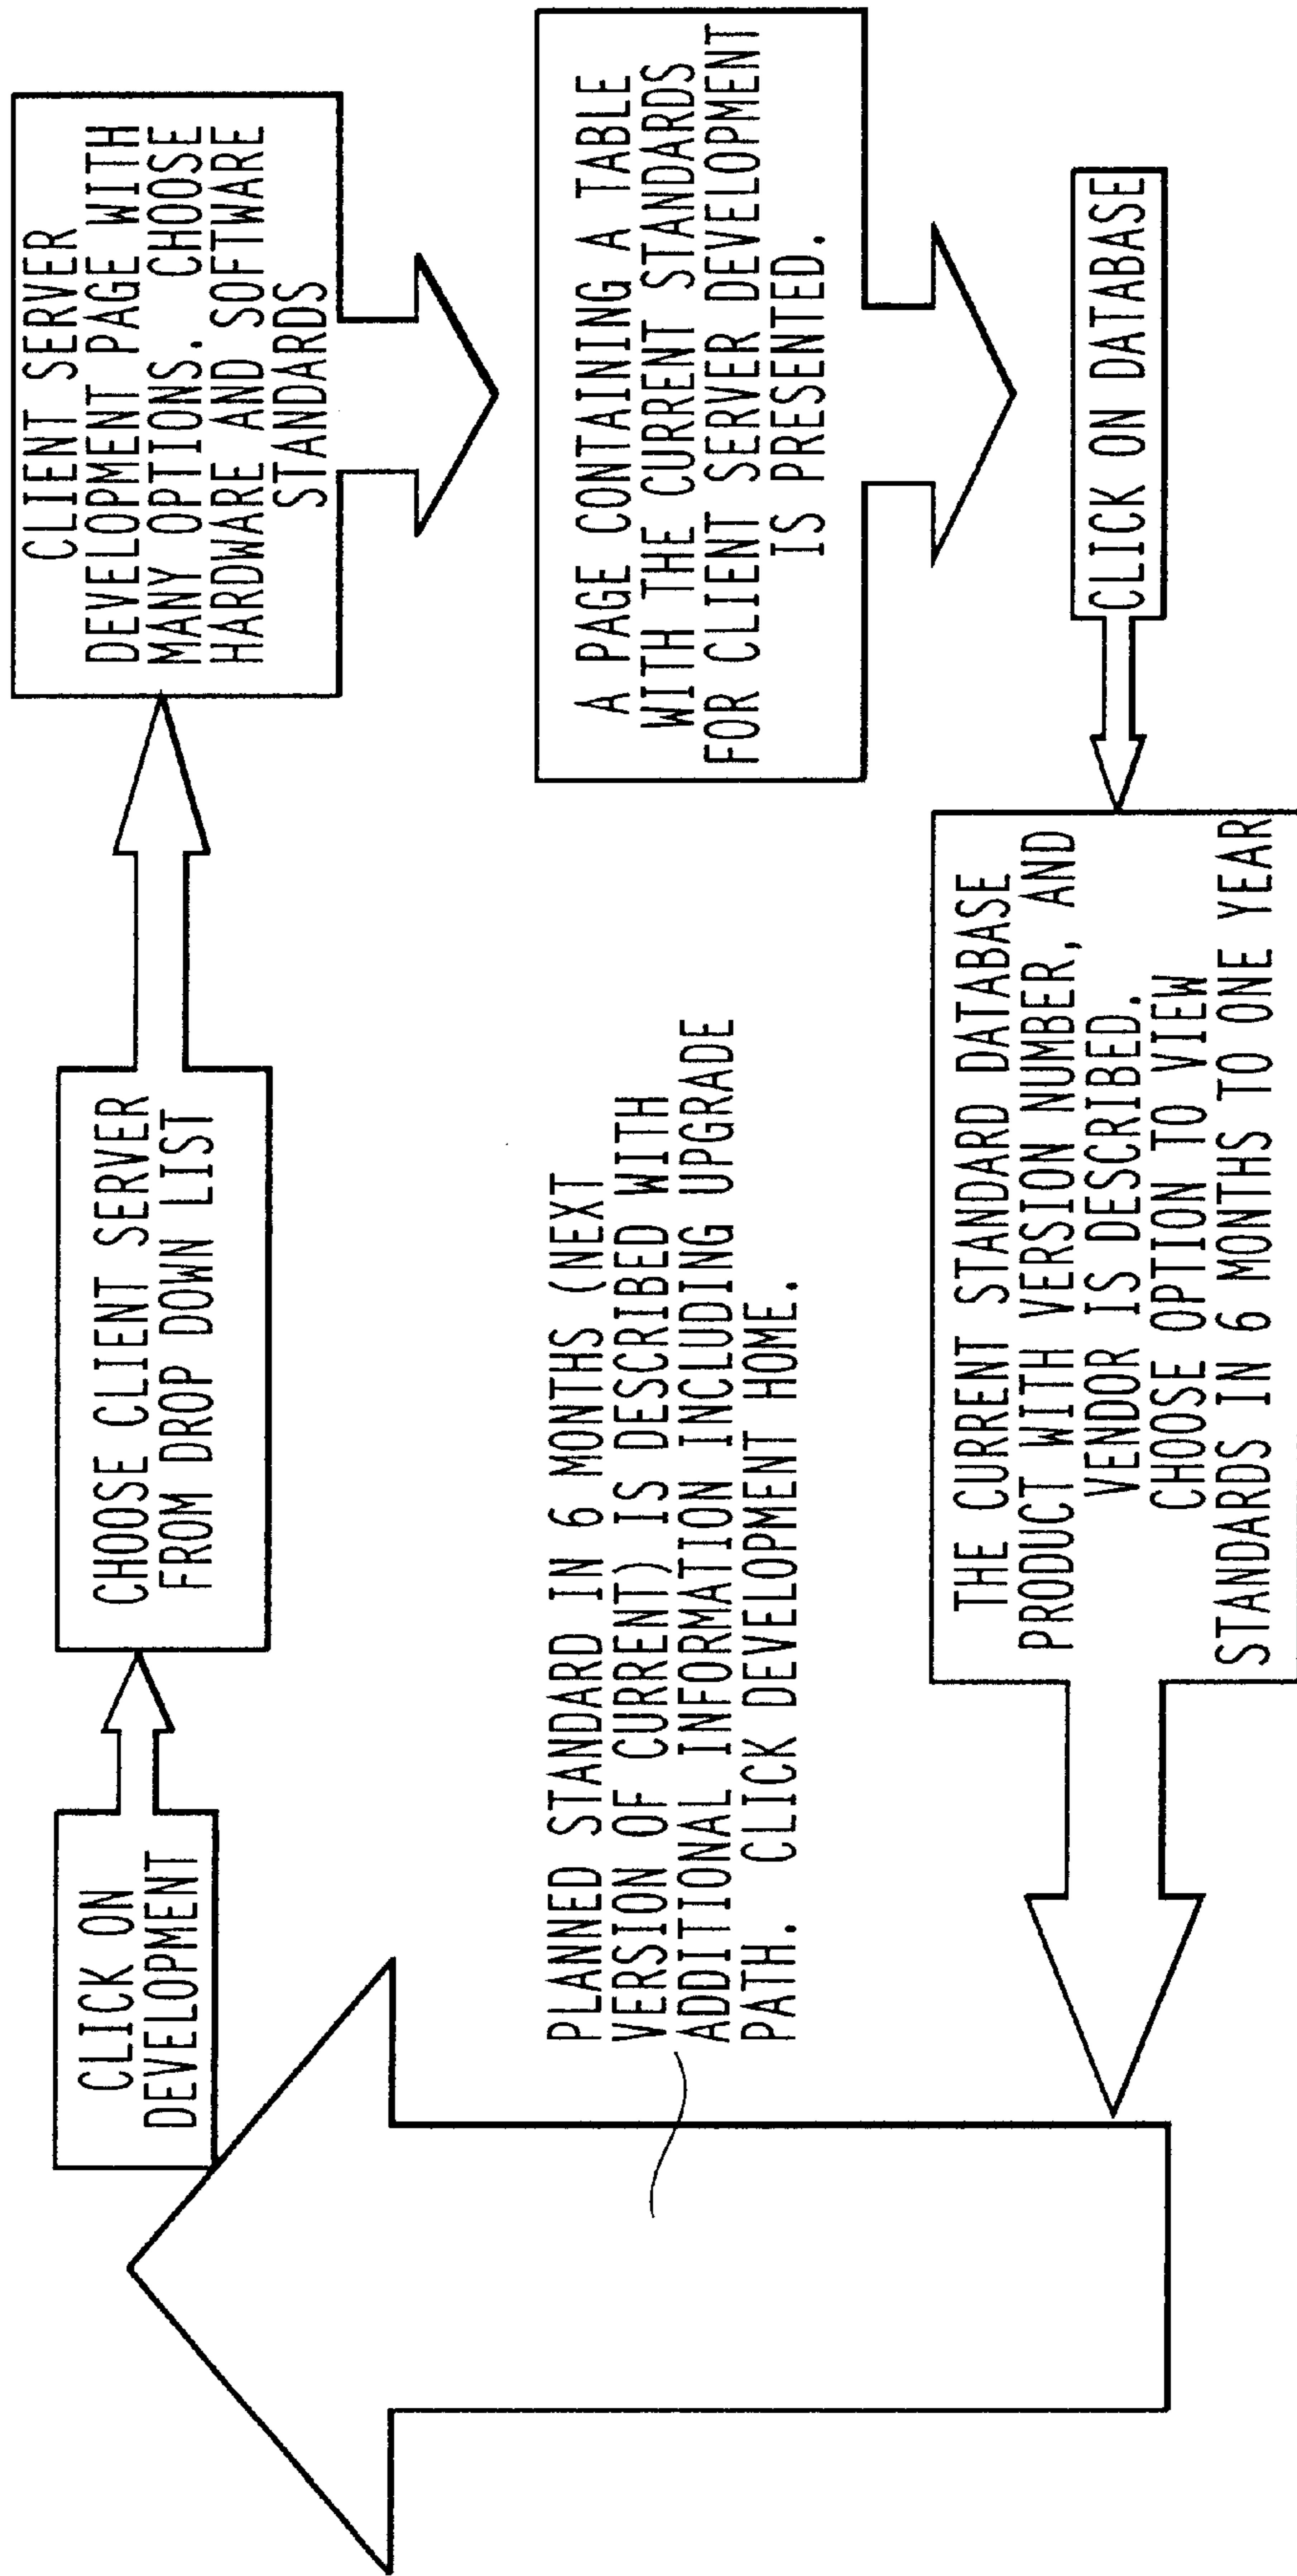 CLICK ON
DEVELOPMENT
CHOOSE CLIENT SERVER
FROM DROP DOWN LIST
CLIENT SERVER
DEVELOPMENT PAGE WITH
MANY OPTIONS. CHOOSE
HARDWARE AND SOFTWARE
STANDARDS
A PAGE CONTAINING A TABLE
WITH THE CURRENT STANDARDS
FOR CLIENT SERVER DEVELOPMENT
IS PRESENTED.
CLICK ON DATABASE
THE CURRENT STANDARD DATABASE
PRODUCT WITH VERSION NUMBER, AND
VENDOR IS DESCRIBED.
CHOOSE OPTION TO VIEW
STANDARDS IN 6 MONTHS TO ONE YEAR
PLANNED STANDARD IN 6 MONTHS (NEXT
VERSION OF CURRENT) IS DESCRIBED WITH
ADDITIONAL INFORMATION INCLUDING UPGRADE
PATH. CLICK DEVELOPMENT HOME.